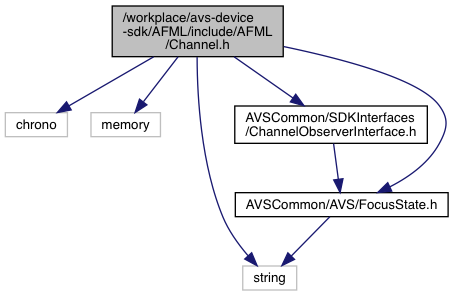 /workplace/avs-device
-sdk/AFML/include/AFML
/Channel.h
chrono
memory
AVSCommon/SDKInterfaces
/ChannelObserverInterface.h
AVSCommon/AVS/FocusState.h
string